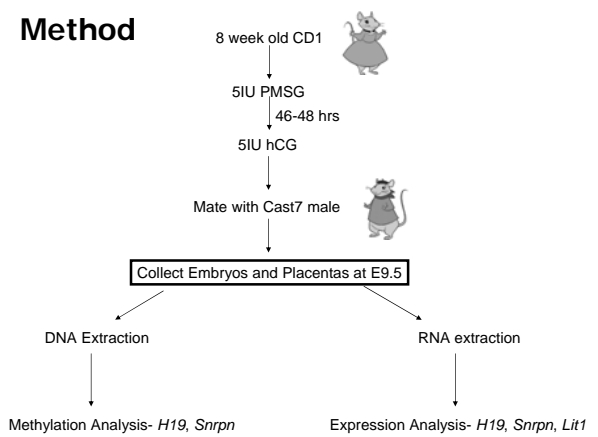 Method
8 week old CD1
5IU PMSG
46-48 hrs
5IU hCG
Mate with Cast7 male
Collect Embryos and Placentas at E9.5
DNA Extraction
RNA extraction
Methylation Analysis- H19, Snrpn
Expression Analysis- H19, Snrpn, Lit1